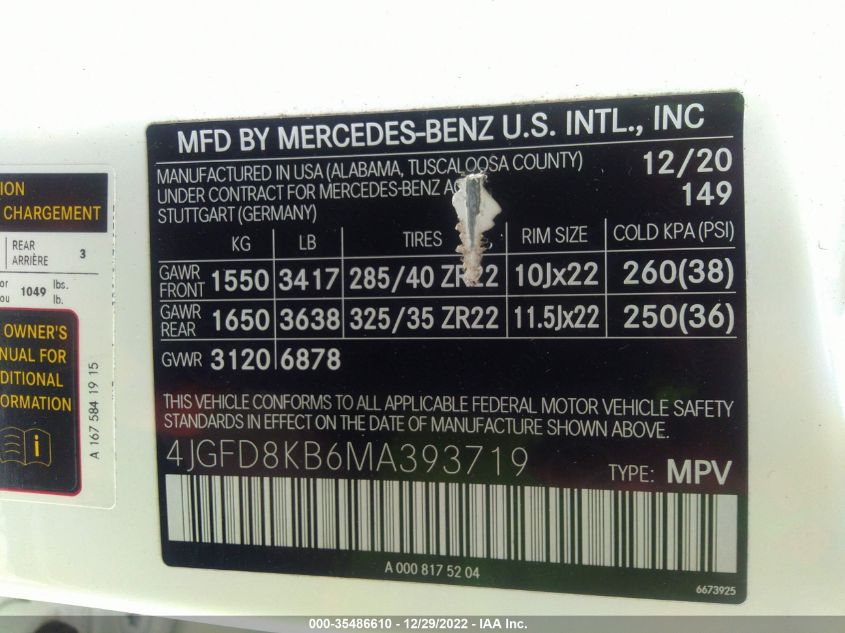 MFD BY MERCEDES-BENZ U.S. INTL., INC
MANUFACTURED IN USA (ALABAMA, TUSCALOOSA COUNTY) 12/20
UNDER CONTRACT FOR MERCEDES-BENZ 149
STUTTGART (GERMANY)
KG LB TIRES RIM SIZE COLD KPA (PSI)
GAWR FRONT 1550 3417 285/40 ZR22 10Jx22 260(38)
GAWR REAR 1650 3638 325/35 ZR22 11.5Jx22 250(36)
GVWR 3120 6878
THIS VEHICLE CONFORMS TO ALL APPLICABLE FEDERAL MOTOR VEHICLE SAFETY
STANDARDS IN EFFECT ON THE DATE OF MANUFACTURE SHOWN ABOVE
4JGFD8KB6MA393719 TYPE: MPV
A 000 817 52 04
6673925
CHARGEMENT
REAR
ARRIÈRE 3
or 1049 lbs.
ou lb.
OWNER'S
FOR
A 167 584 19 15
000-35486610 - 12/29/2022 - IAA Inc.